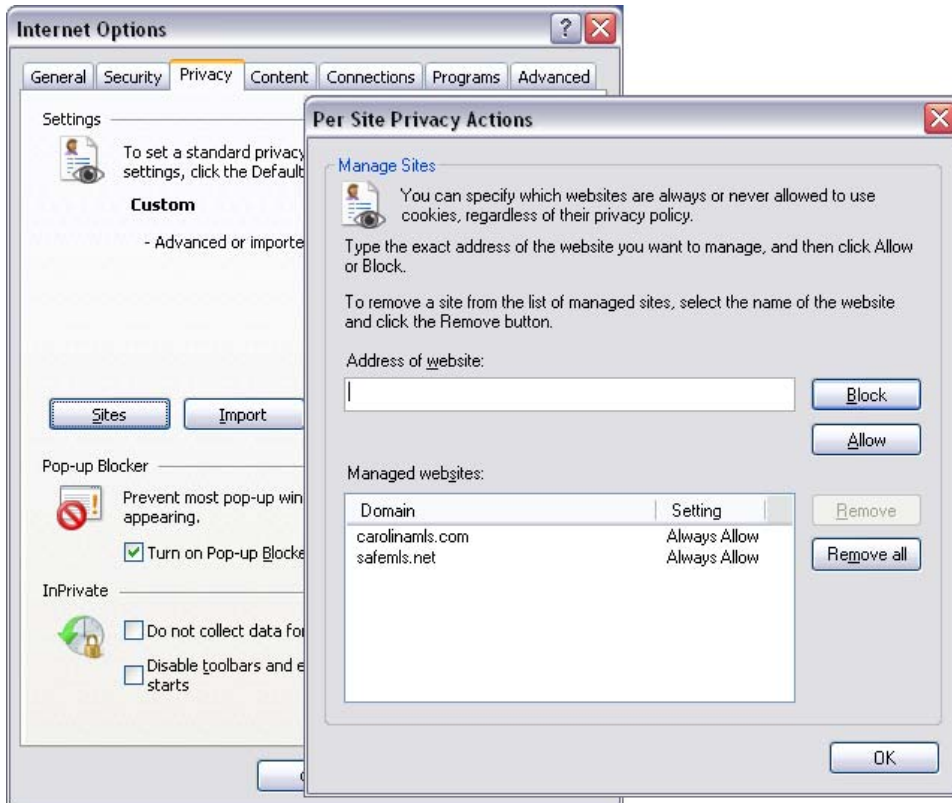 Internet Options
General Security Privacy Content Connections Programs Advanced
Settings
To set a standard privacy
settings, click the Default
Custom
- Advanced or importe
Sites Import
Pop-up Blocker
Prevent most pop-up win
appearing.
Turn on Pop-up Blocke
InPrivate
Do not collect data for
Disable toolbars and e
starts
Per Site Privacy Actions
Manage Sites
You can specify which websites are always or never allowed to use
cookies, regardless of their privacy policy.
Type the exact address of the website you want to manage, and then click Allow
or Block.
To remove a site from the list of managed sites, select the name of the website
and click the Remove button.
Address of website:
Block
Allow
Managed websites:
Domain Setting
carolinamls.com Always Allow
safemls.net Always Allow
Remove
Remove all
OK